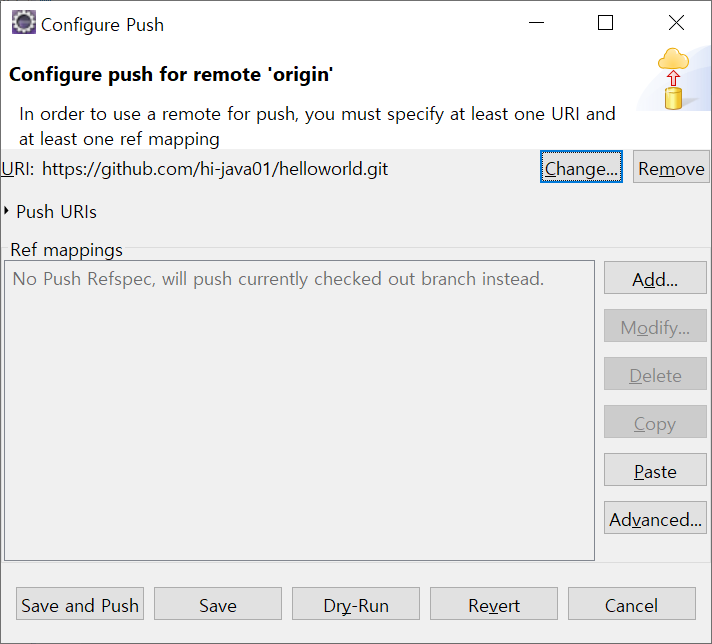 Configure Push
Configure push for remote 'origin'
In order to use a remote for push, you must specify at least one URI and
at least one ref mapping
URI: https://github.com/hi-java01/helloworld.git
Change...
Remove
Push URIs
Ref mappings
No Push Refspec, will push currently checked out branch instead.
Add...
Modify...
Delete
Copy
Paste
Advanced...
Save and Push
Save
Dry-Run
Revert
Cancel